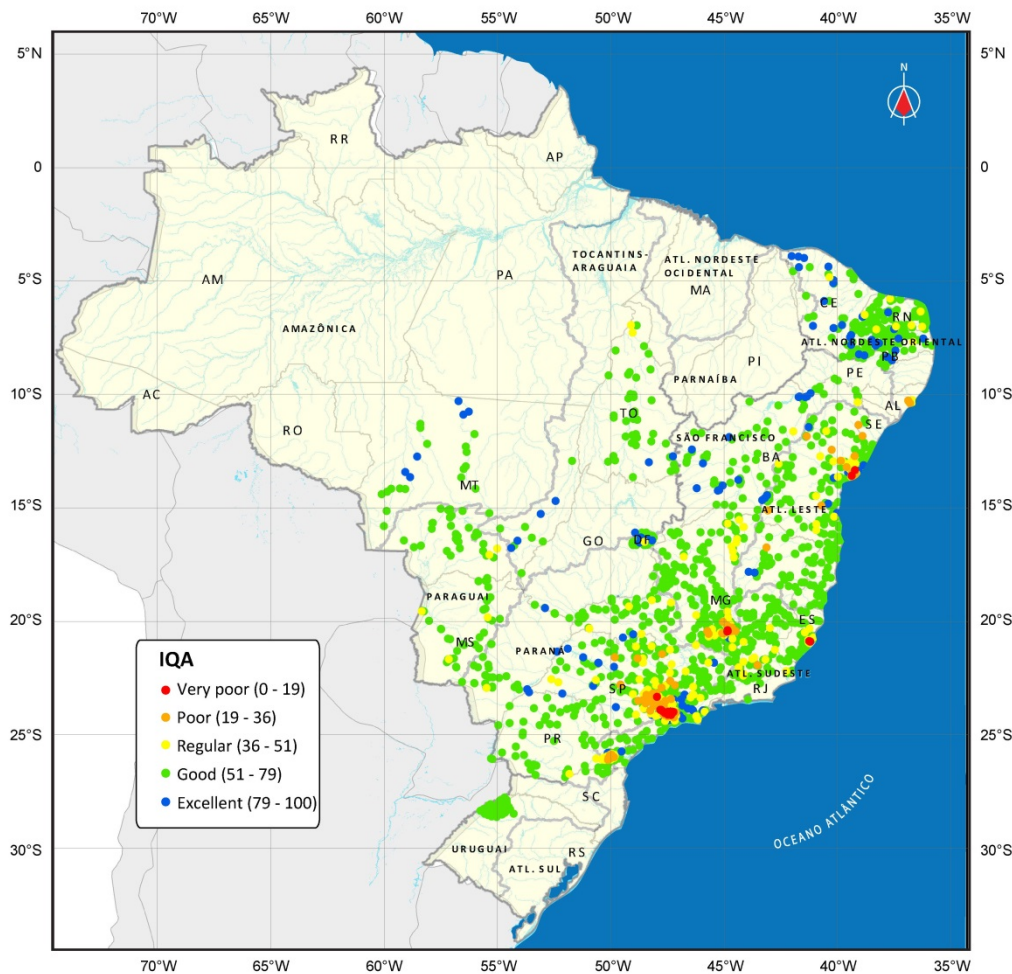 70°W 60°W 55°W 50°W 45°W 40°W 35°W
5°N 5°N
N
RR
AP
0 0
TOCANTINS-
ARAGUAIA
ATL. NORDESTE
OCIDENTAL
AM
PA
MA
5°S 5°S
CE
RN
AMAZÔNICA
ATL. NORDESTE ORIENTAL
PB
PI
PE
PARNAÍBA
AC
10°S 10°S
AL
TO
SE
RO
SÃO FRANCISCO
BA
MT
15°S 15°S
ATL. LESTE
GO
DF
PARAGUAI
MG
20°S 20°S
ES
MS
PARANÁ
ATL. SUDESTE
SP
RJ
IQA
Very poor (0 - 19)
Poor (19 - 36)
Regular (36 - 51)
Good (51 - 79)
Excellent (79 - 100)
25°S 25°S
PR
SC
OCEANO ATLÂNTICO
30°S 30°S
URUGUAI
RS
ATL. SUL
70°W 60°W 55°W 50°W 45°W 40°W 35°W